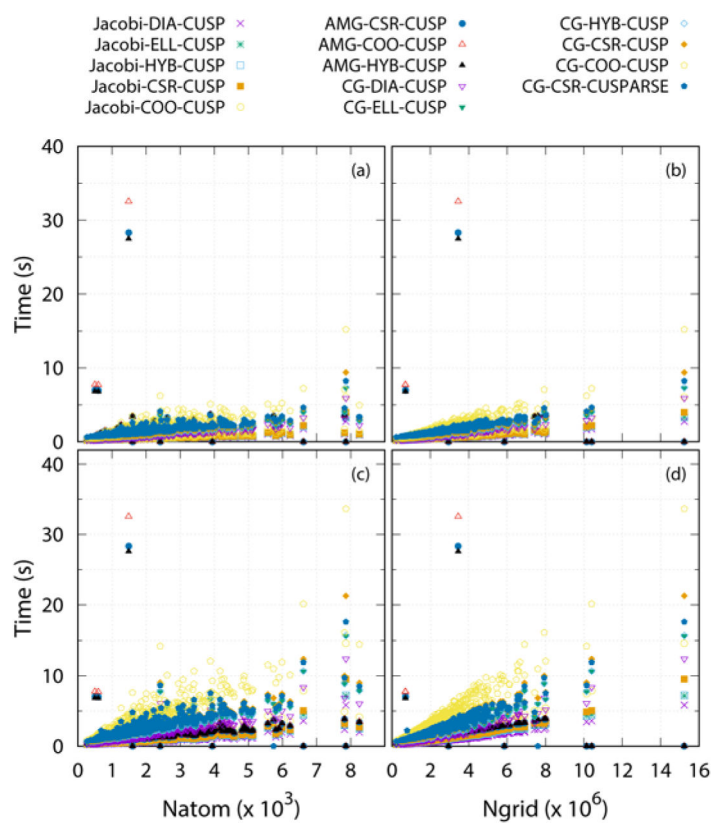 Jacobi-DIA-CUSP AMG-CSR-CUSP CG-HYB-CUSP
Jacobi-ELL-CUSP AMG-COO-CUSP CG-CSR-CUSP
Jacobi-HYB-CUSP AMG-HYB-CUSP CG-COO-CUSP
Jacobi-CSR-CUSP CG-DIA-CUSP CG-CSR-CUSPARSE
Jacobi-COO-CUSP CG-ELL-CUSP
40
(a) (b)
30
20
10
0
Time (s)
40
(c) (d)
30
20
10
0
Time (s)
0 1 2 3 4 5 6 7 8 0 2 4 6 8 10 12 14 16
Natom (x 10³) Ngrid (x 10⁶)